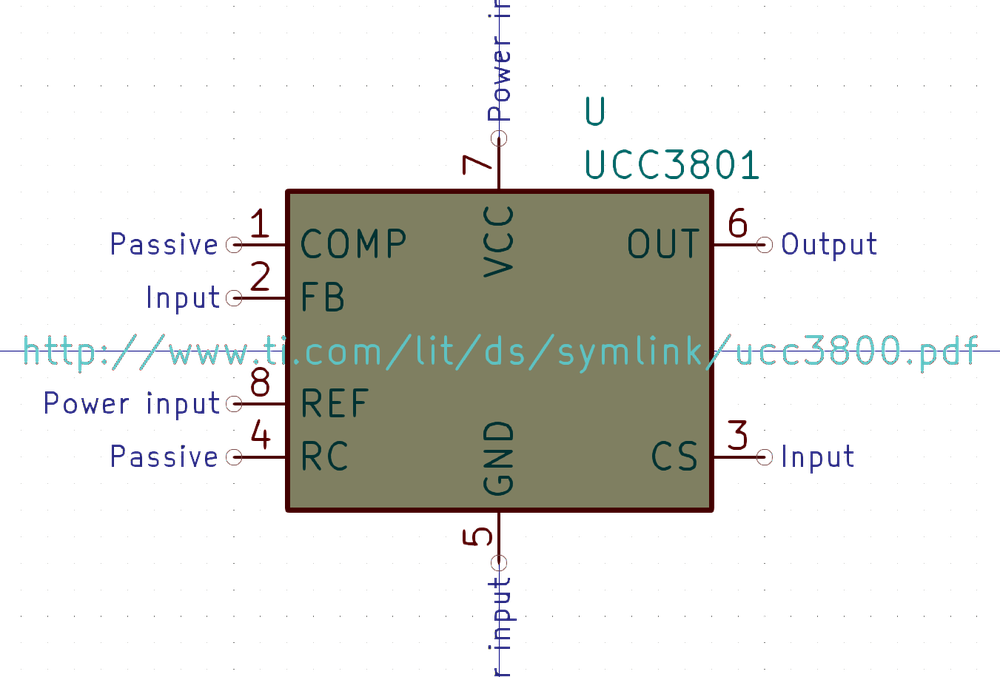 Power in
U
7
UCC3801
1
6
Passive
COMP
VCC
OUT
Output
2
Input
FB
http://www.ti.com/lit/ds/symlink/ucc3800.pdf
8
Power input
REF
4
3
Passive
RC
GND
CS
Input
5
r input